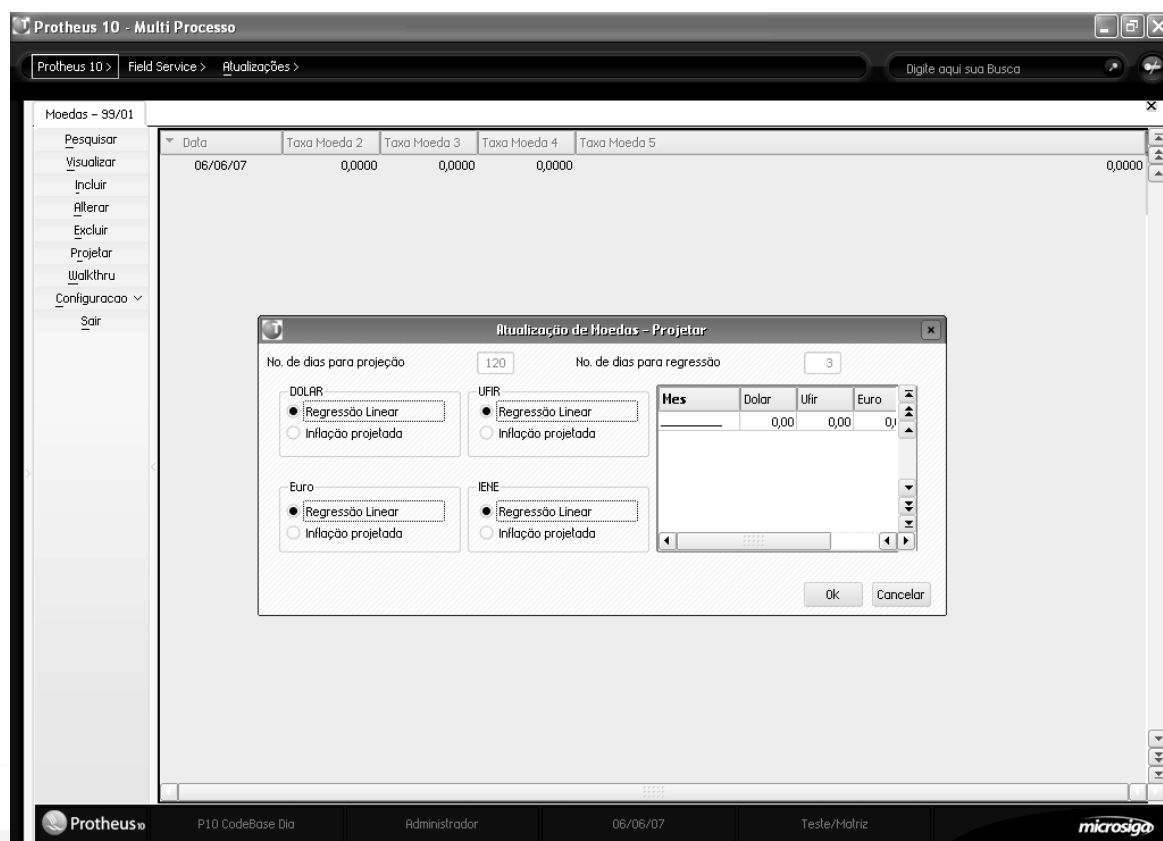 Protheus 10 - Multi Processo
Protheus 10 > Field Service > Atualizações >
Digite aqui sua Busca
Moedas - 99/01
Pesquisar
Visualizar
Incluir
Alterar
Excluir
Projetar
Walkthru
Configuracao
Sair
Data Taxa Moeda 2 Taxa Moeda 3 Taxa Moeda 4 Taxa Moeda 5
06/06/07 0,0000 0,0000 0,0000 0,0000
Atualização de Moedas - Projetar
No. de dias para projeção 120 No. de dias para regressão 3
DOLAR
Regressão Linear
Inflação projetada
UFIR
Regressão Linear
Inflação projetada
Euro
Regressão Linear
Inflação projetada
IENE
Regressão Linear
Inflação projetada
Mes Dolar Ufir Euro
0,00 0,00 0,
Ok Cancelar
Protheus 10 P10 CodeBase Dia Administrador 06/06/07 Teste/Matriz microsiga